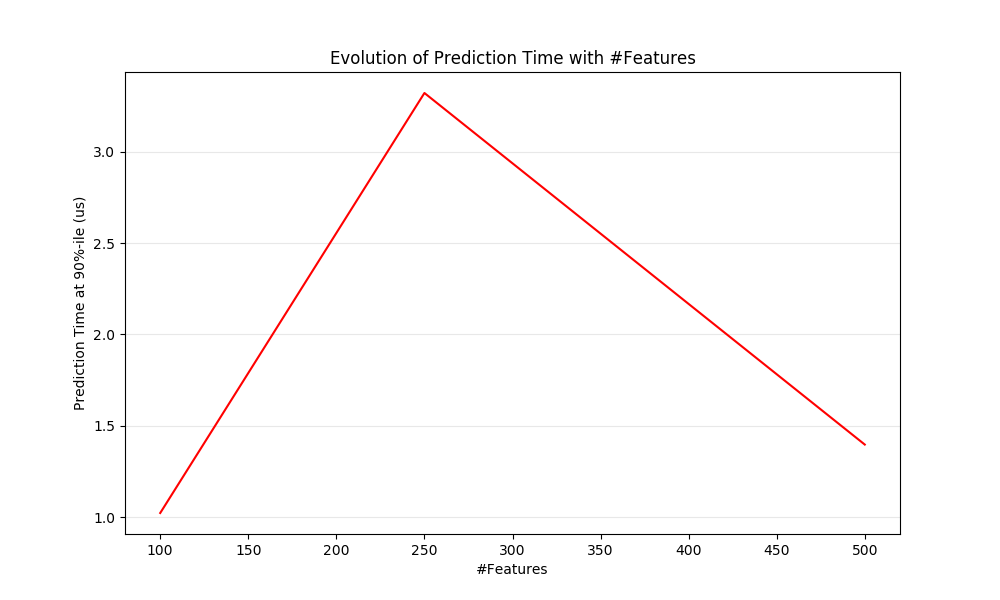 Evolution of Prediction Time with #Features
Prediction Time at 90%-ile (us)
3.0
2.5
2.0
1.5
1.0
100 150 200 250 300 350 400 450 500
#Features